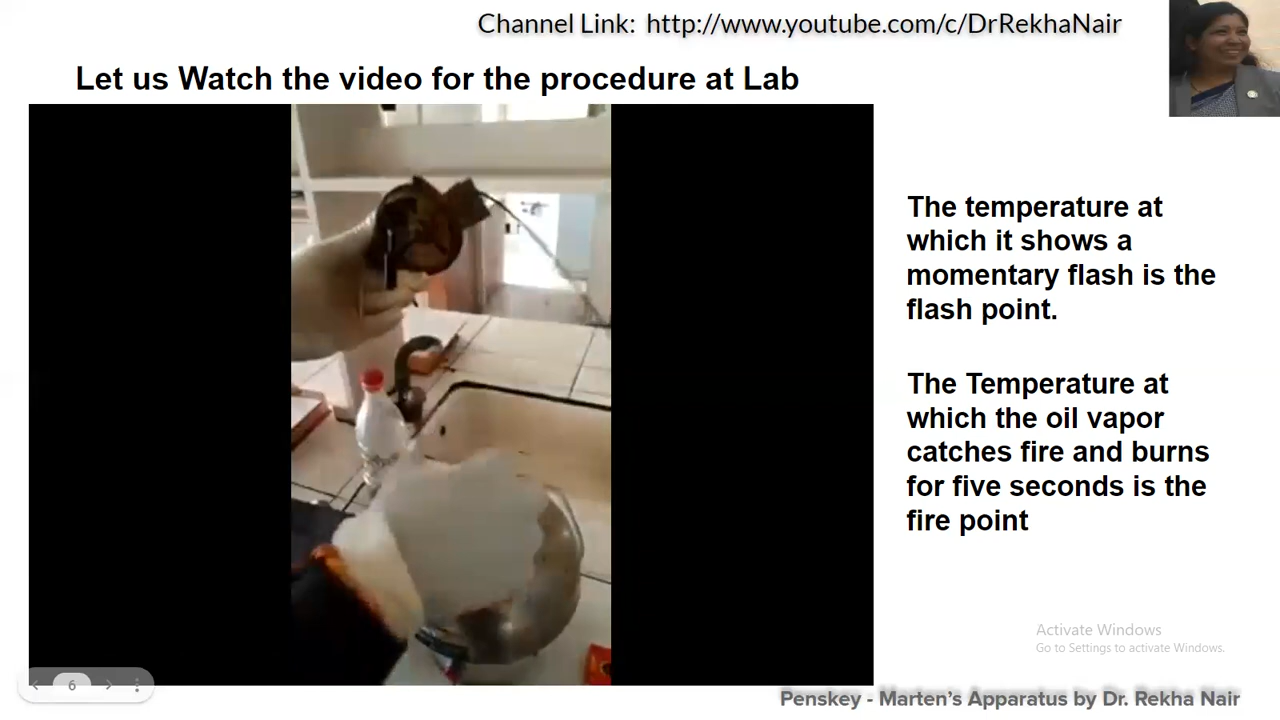 Channel Link: http://www.youtube.com/c/DrRekhaNair
Let us Watch the video for the procedure at Lab
The temperature at
which it shows a
momentary flash is the
flash point.
The Temperature at
which the oil vapor
catches fire and burns
for five seconds is the
fire point
Activate Windows
Go to Settings to activate Windows.
6
Penskey - Marten’s Apparatus by Dr. Rekha Nair